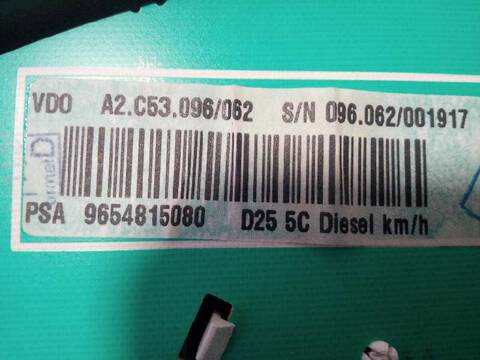 VDO A2.C53.096/062 S/N 096.062/001917
PSA 9654815080 D25 5C Diesel km/h